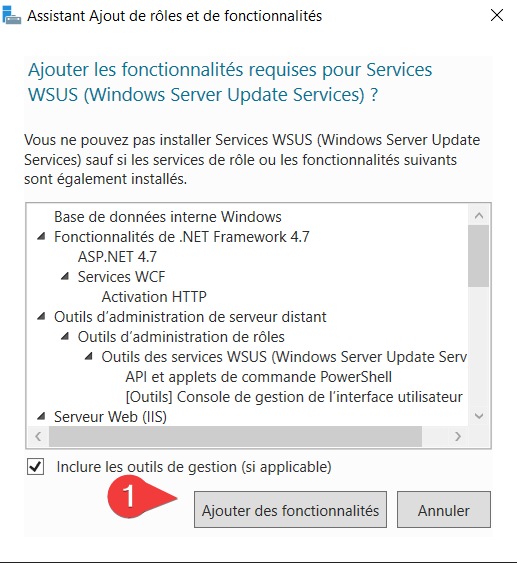 Assistant Ajout de rôles et de fonctionnalités
Ajouter les fonctionnalités requises pour Services
WSUS (Windows Server Update Services) ?
Vous ne pouvez pas installer Services WSUS (Windows Server Update
Services) sauf si les services de rôle ou les fonctionnalités suivants
sont également installés.
Base de données interne Windows
Fonctionnalités de .NET Framework 4.7
ASP.NET 4.7
Services WCF
Activation HTTP
Outils d’administration de serveur distant
Outils d’administration de rôles
Outils des services WSUS (Windows Server Update Serv
API et applets de commande PowerShell
[Outils] Console de gestion de l’interface utilisateur
Serveur Web (IIS)
Inclure les outils de gestion (si applicable)
1
Ajouter des fonctionnalités
Annuler